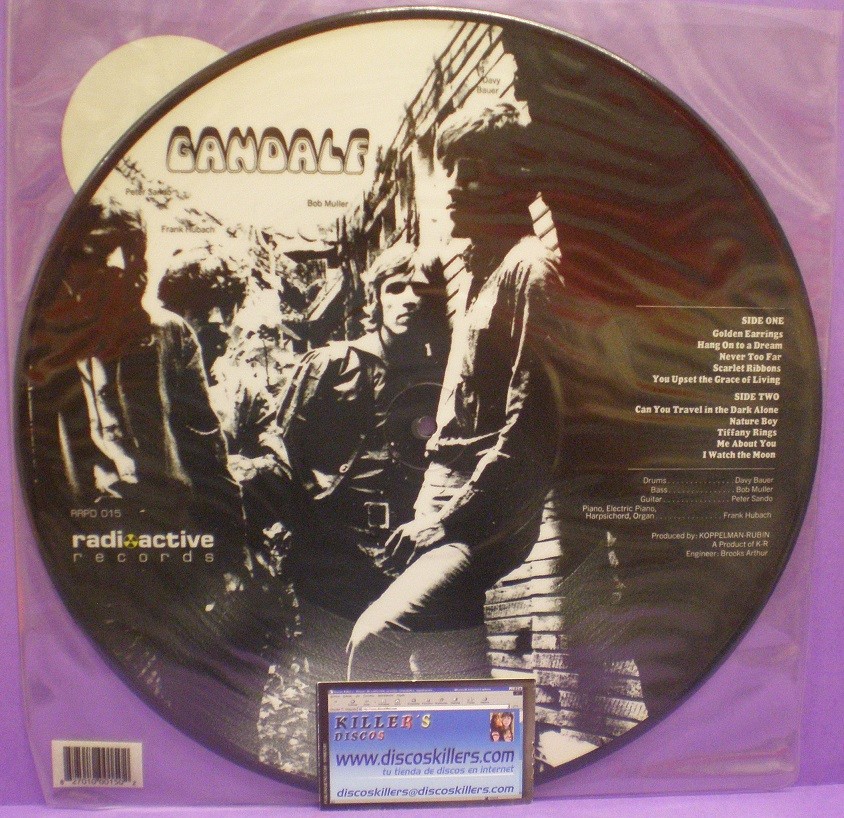 Davy
Bauer
GANDALF
Peter Sando
Bob Muller
Frank Hubach
SIDE ONE
Golden Earrings
Hang On to a Dream
Never Too Far
Scarlet Ribbons
You Upset the Grace of Living
SIDE TWO
Can You Travel in the Dark Alone
Nature Boy
Tiffany Rings
Me About You
I Watch the Moon
Drums . . . . . . . . . . . . . . Davy Bauer
Bass . . . . . . . . . . . . . . Bob Muller
Guitar . . . . . . . . . . . . . . Peter Sando
Piano, Electric Piano,
Harpsichord, Organ . . . . . . . . . . . . . . Frank Hubach
RRPD 015
radioactive
records
Produced by: KOPPELMAN-RUBIN
A Product of K-R
Engineer: Brooks Arthur
KILLER'S
DISCOS
www.discoskillers.com
tu tienda de discos en internet
discoskillers@discoskillers.com